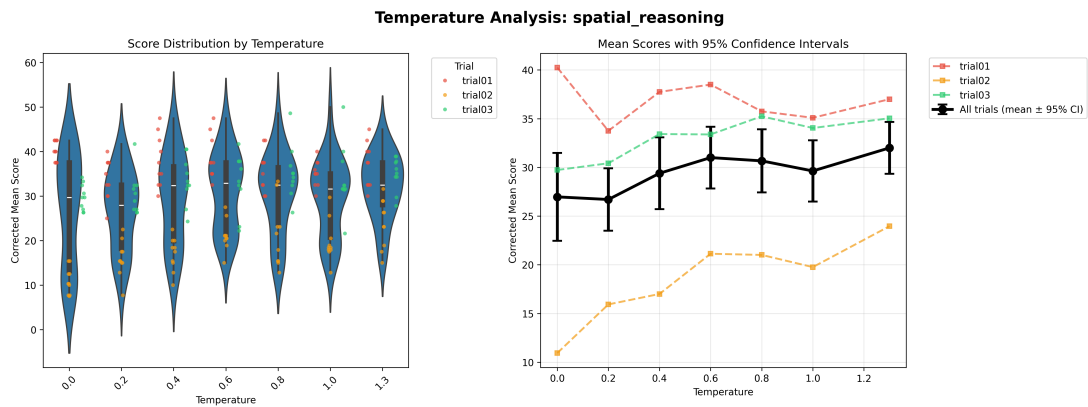 Temperature Analysis: spatial_reasoning
Score Distribution by Temperature
Corrected Mean Score
60
50
40
30
20
10
0
0.0
0.2
0.4
0.6
0.8
1.0
1.3
Temperature
Trial
trial01
trial02
trial03
Mean Scores with 95% Confidence Intervals
Corrected Mean Score
40
35
30
25
20
15
10
0.0
0.2
0.4
0.6
0.8
1.0
1.2
Temperature
trial01
trial02
trial03
All trials (mean ± 95% CI)